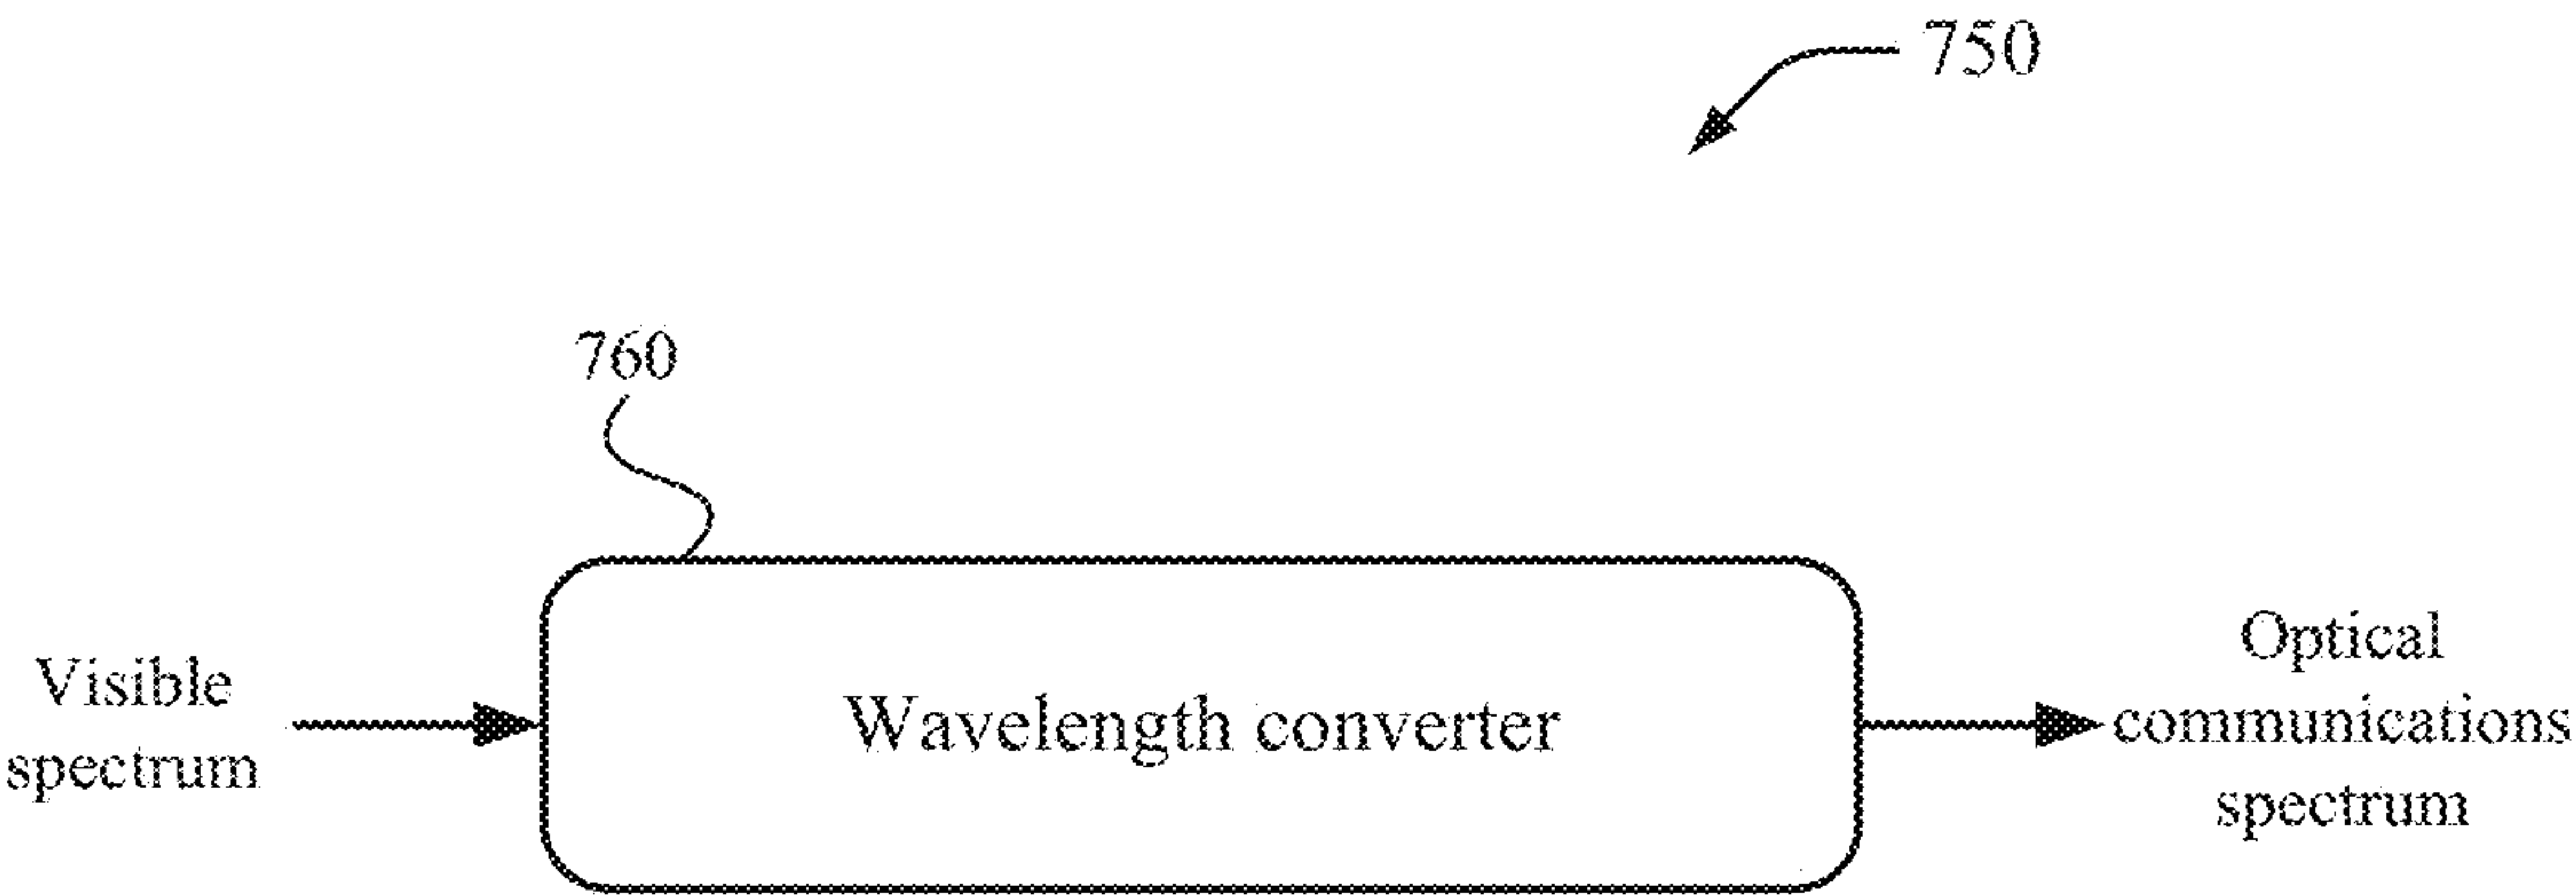 750
760
Visible
spectrum
Wavelength converter
Optical
communications
spectrum